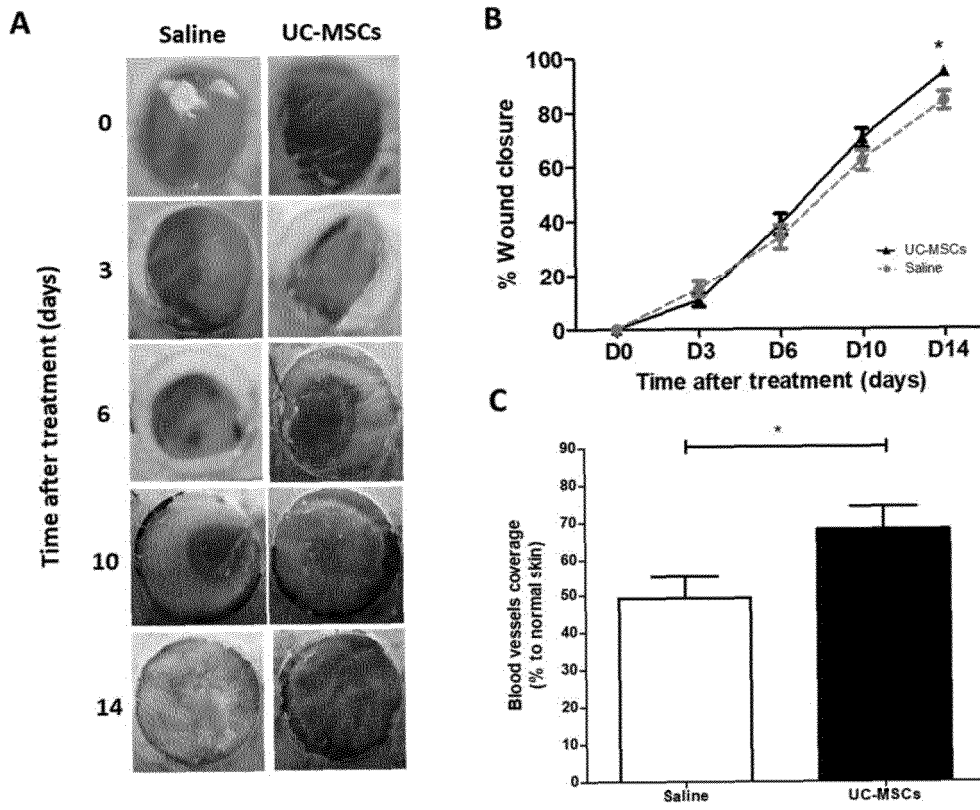 A
Saline UC-MSCs
0
3
6
10
14
Time after treatment (days)
B
*
100
80
60
40
20
0
% Wound closure
UC-MSCs
Saline
D0 D3 D6 D10 D14
Time after treatment (days)
C
*
90
80
70
60
50
40
30
20
10
0
Blood vessels coverage
(% to normal skin)
Saline UC-MSCs